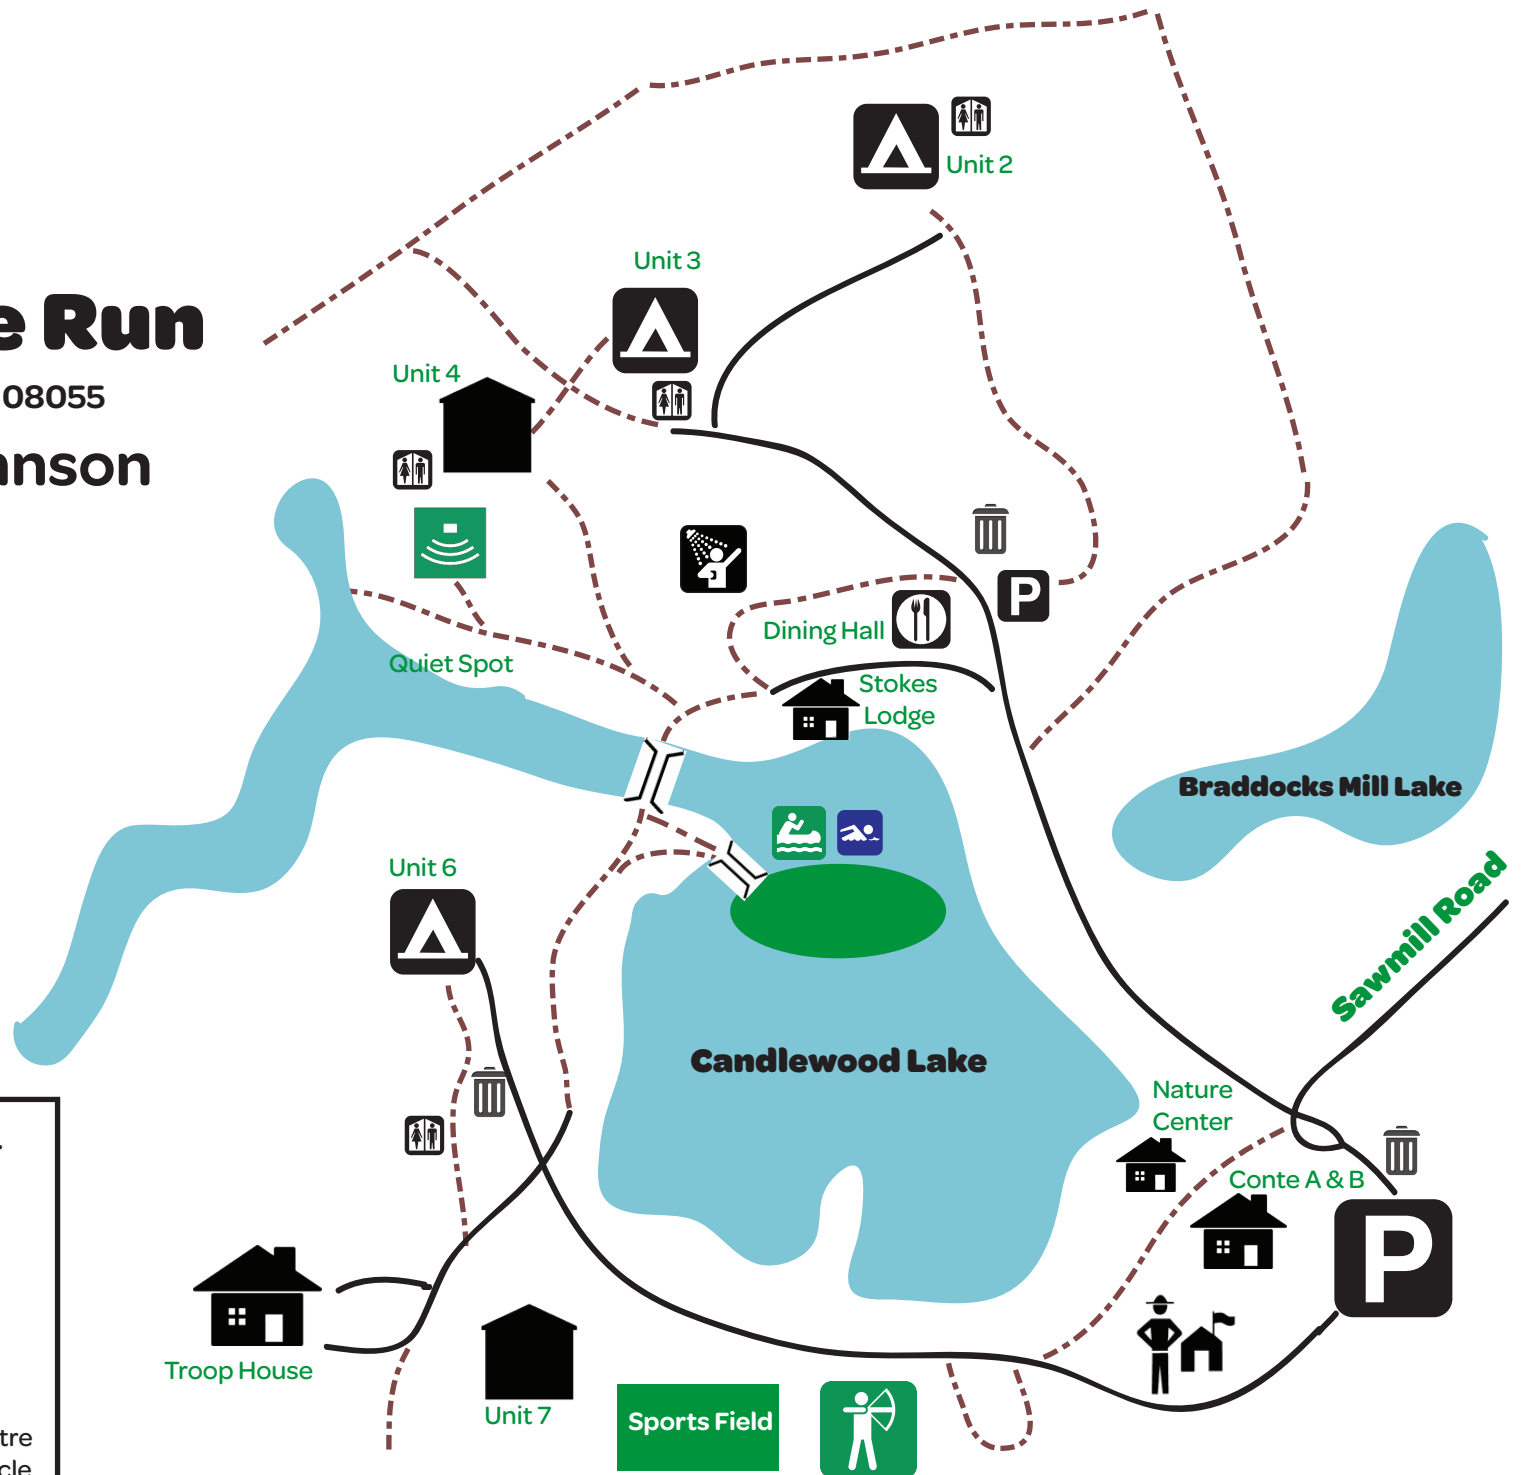 Unit 2
Unit 3
e Run
Unit 4
08055
anson
P
Dining Hall
Quiet Spot
Stokes
Lodge
Braddocks Mill Lake
Unit 6
Sawmill Road
Candlewood Lake
Nature
Center
Conte A & B
P
Troop House
Unit 7
Sports Field
tre
cle